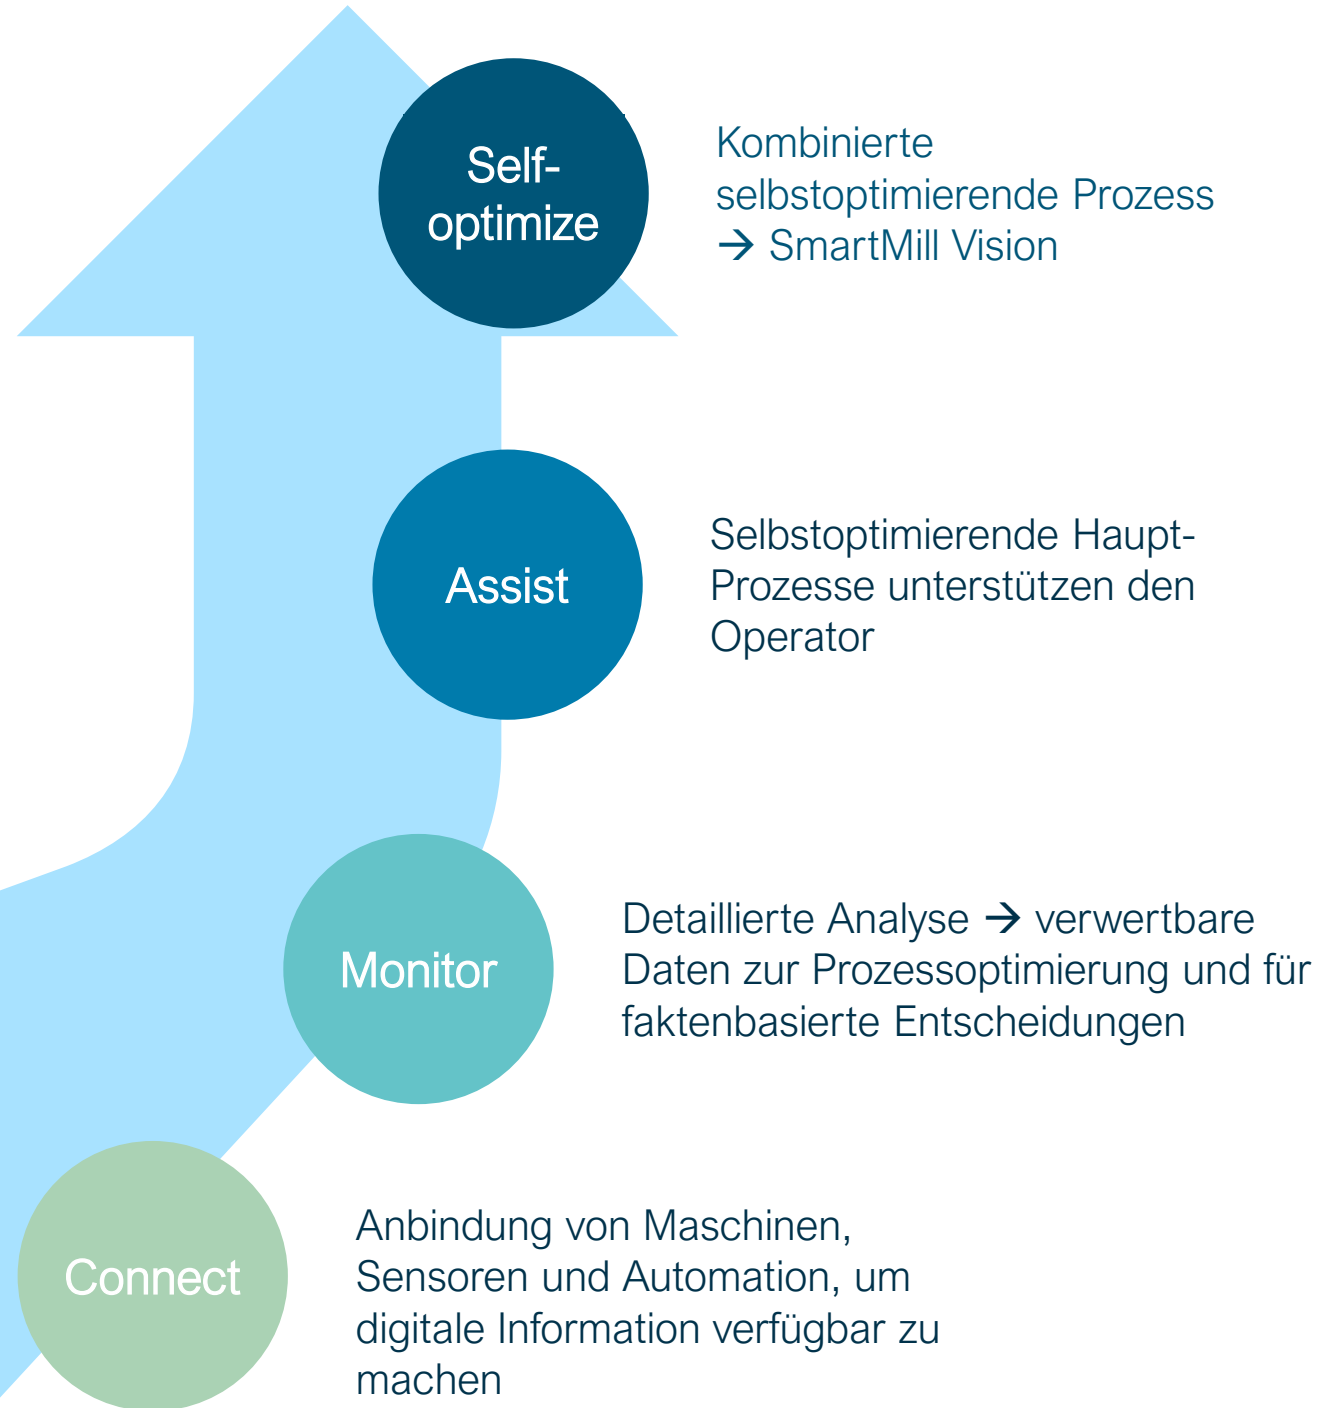 Self-
optimize
Kombinierte
selbstoptimierende Prozess
→ SmartMill Vision
Assist
Selbstoptimierende Haupt-
Prozesse unterstützen den
Operator
Monitor
Detaillierte Analyse → verwertbare
Daten zur Prozessoptimierung und für
faktenbasierte Entscheidungen
Connect
Anbindung von Maschinen,
Sensoren und Automation, um
digitale Information verfügbar zu
machen